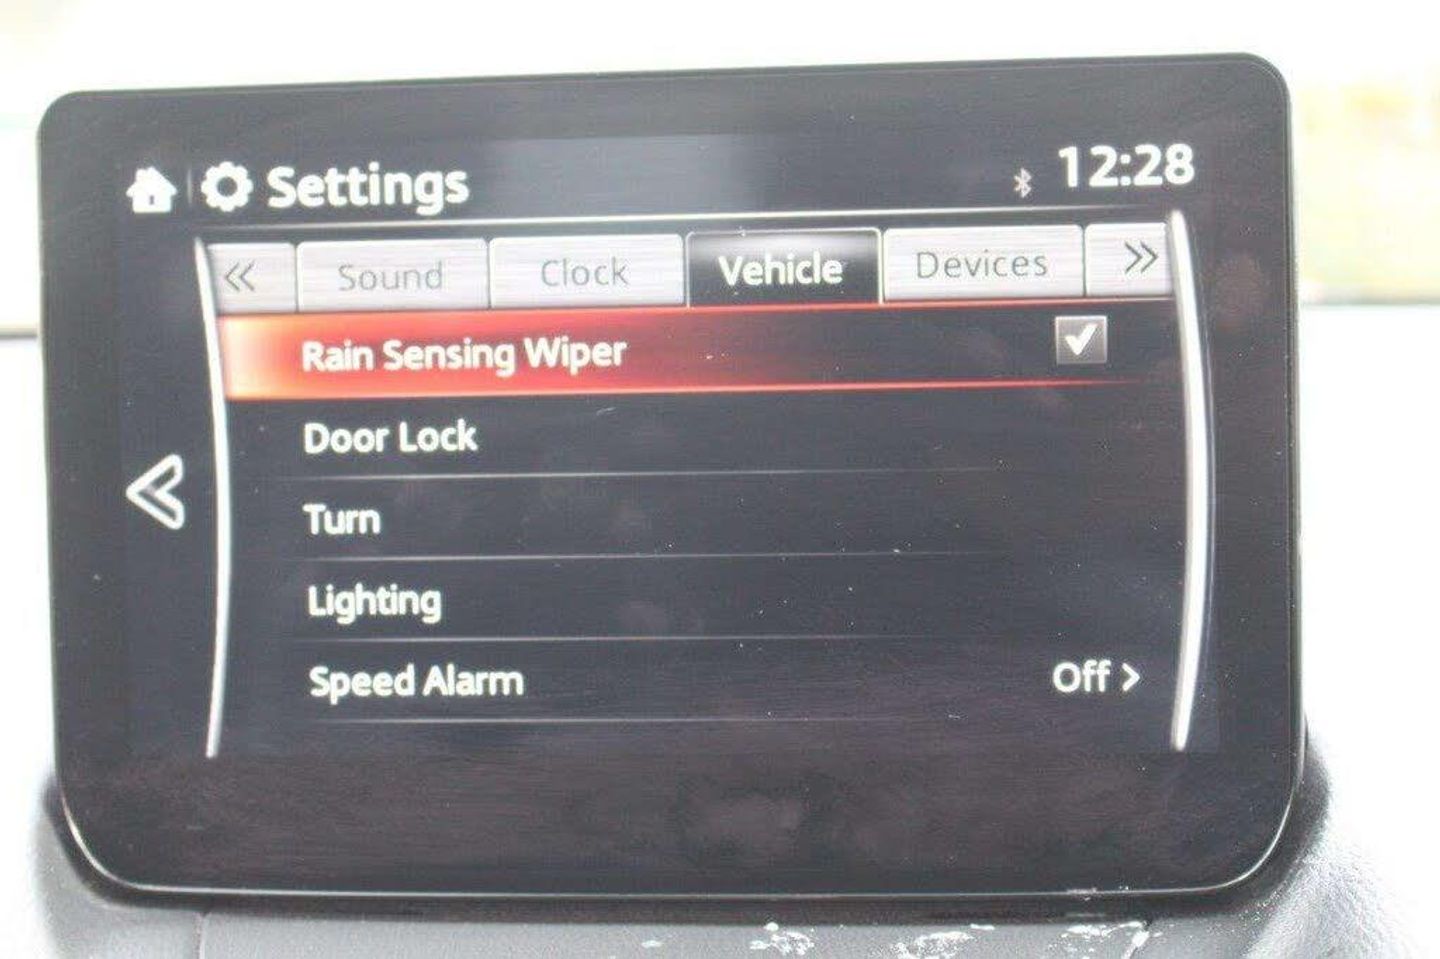 Settings
12:28
« Sound Clock Vehicle Devices »
Rain Sensing Wiper
Door Lock
Turn
Lighting
Speed Alarm Off >